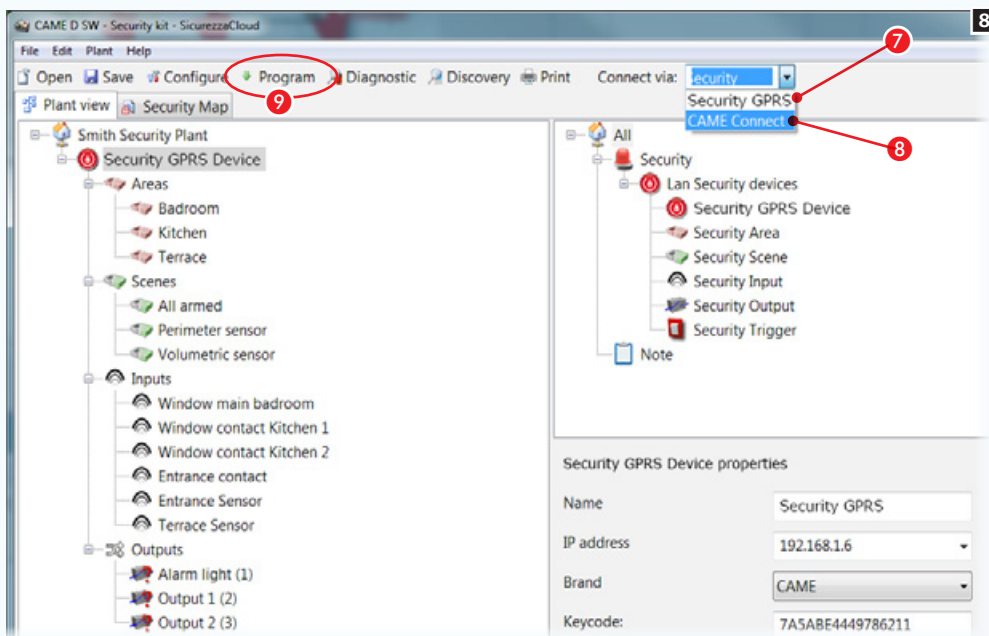 CAME D SW - Security kit - SicurezzaCloud
8
File Edit Plant Help
7
Open Save Configure Program Diagnostic Discovery Print Connect via: ecurity
9
Security GPRS
CAME Connect
8
Plant view Security Map
Smith Security Plant
Security GPRS Device
Areas
Badroom
Kitchen
Terrace
Scenes
All armed
Perimeter sensor
Volumetric sensor
Inputs
Window main badroom
Window contact Kitchen 1
Window contact Kitchen 2
Entrance contact
Entrance Sensor
Terrace Sensor
Outputs
Alarm light (1)
Output 1 (2)
Output 2 (3)
All
Security
Lan Security devices
Security GPRS Device
Security Area
Security Scene
Security Input
Security Output
Security Trigger
Note
Security GPRS Device properties
Name Security GPRS
IP address 192.168.1.6
Brand CAME
Keycode: 7A5ABE4449786211